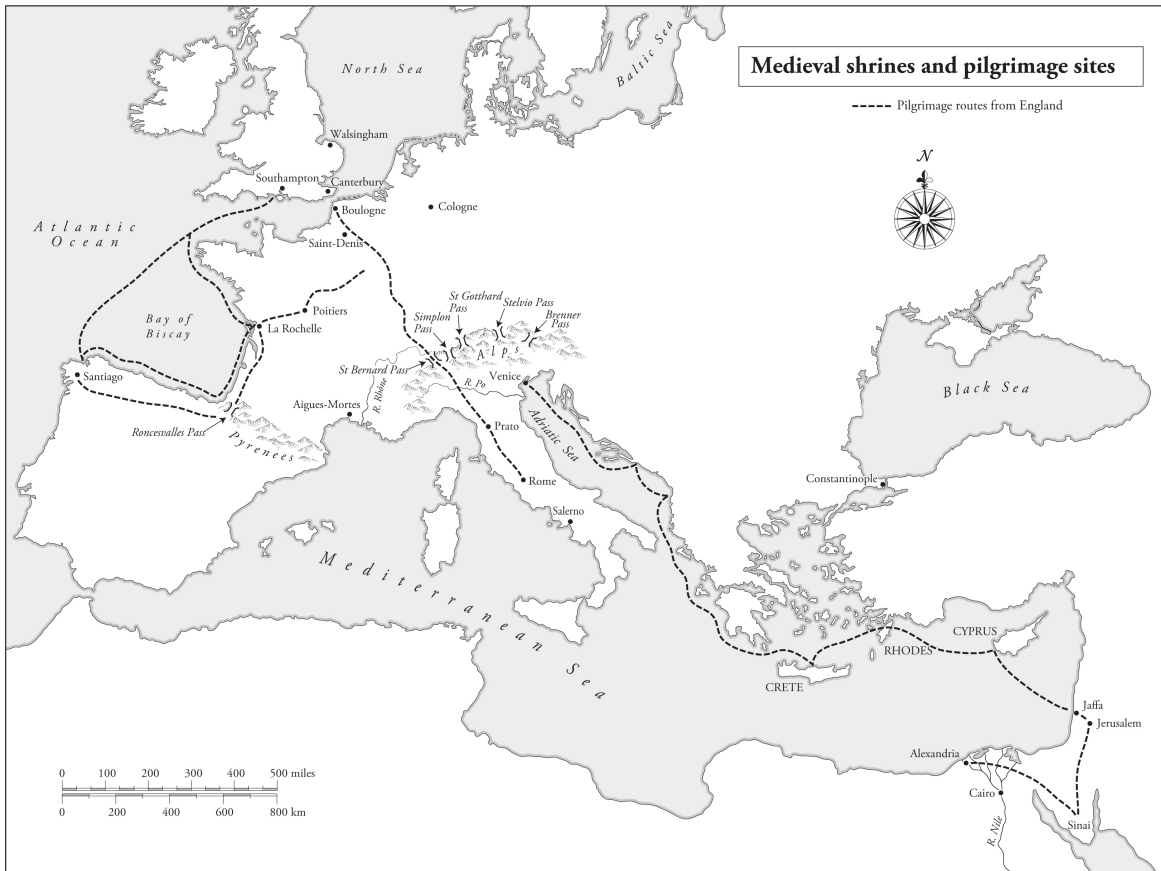 Medieval shrines and pilgrimage sites
Pilgrimage routes from England
N
North Sea
Baltic Sea
Walsingham
Southampton
Canterbury
Boulogne
Cologne
Atlantic
Ocean
Saint-Denis
Bay of
Biscay
Poitiers
La Rochelle
St Gotthard
Pass
Stelvio Pass
Brenner
Pass
Simplon
Pass
Alps
St Bernard Pass
Santiago
R. Rhône
R. Po
Venice
Aigues-Mortes
Roncesvalles Pass
Pyrenees
Prato
Adriatic Sea
Black Sea
Rome
Constantinople
Salerno
Mediterranean Sea
CYPRUS
RHODES
CRETE
Jaffa
Jerusalem
Alexandria
Cairo
R. Nile
Sinai
0 100 200 300 400 500 miles
0 200 400 600 800 km